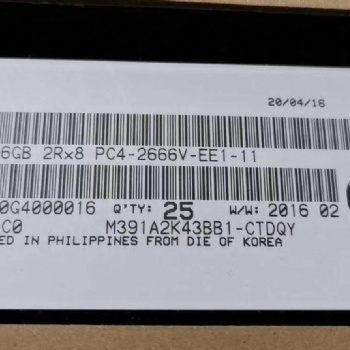 20/04/16
6GB 2Rx8 PC4-2666V-EE1-11
0G4000016 Q'TY: 25 W/W: 2016 02
C0 M391A2K43BB1-CTDQY
ED IN PHILIPPINES FROM DIE OF KOREA